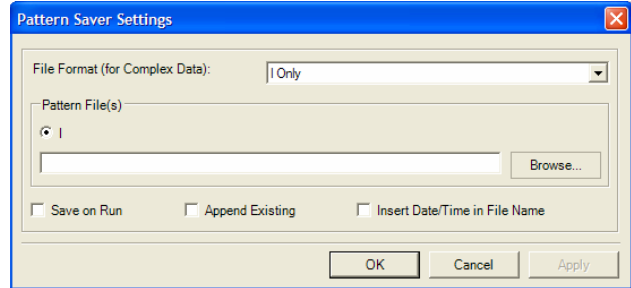 Pattern Saver Settings
File Format (for Complex Data): I Only
Pattern File(s)
I
Browse...
Save on Run Append Existing Insert Date/Time in File Name
OK Cancel Apply